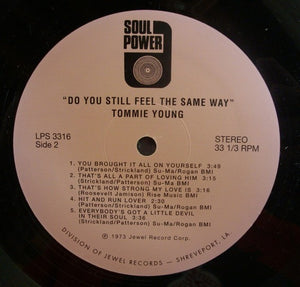 SOUL
POWER
"DO YOU STILL FEEL THE SAME WAY"
TOMMIE YOUNG
LPS 3316
Side 2
STEREO
33 1/3 RPM
1. YOU BROUGHT IT ALL ON YOURSELF 3:49
(Patterson/Strickland) Su-Ma/Rogan BMI
2. THAT'S ALL A PART OF LOVING HIM 3:15
(Strickland/Patterson) Su-Ma BMI
3. THAT'S HOW STRONG MY LOVE IS 3:16
(Roosevelt Jamison) Rise Music BMI
4. HIT AND RUN LOVER 2:30
(Patterson/Strickland) Su-Ma/Rogan BMI
5. EVERYBODY'S GOT A LITTLE DEVIL
IN THEIR SOUL 3:36
(Patterson/Strickland) Su-Ma/Rogan BMI
℗ 1973 Jewel Record Corp.
DIVISION OF JEWEL RECORDS — SHREVEPORT, LA.